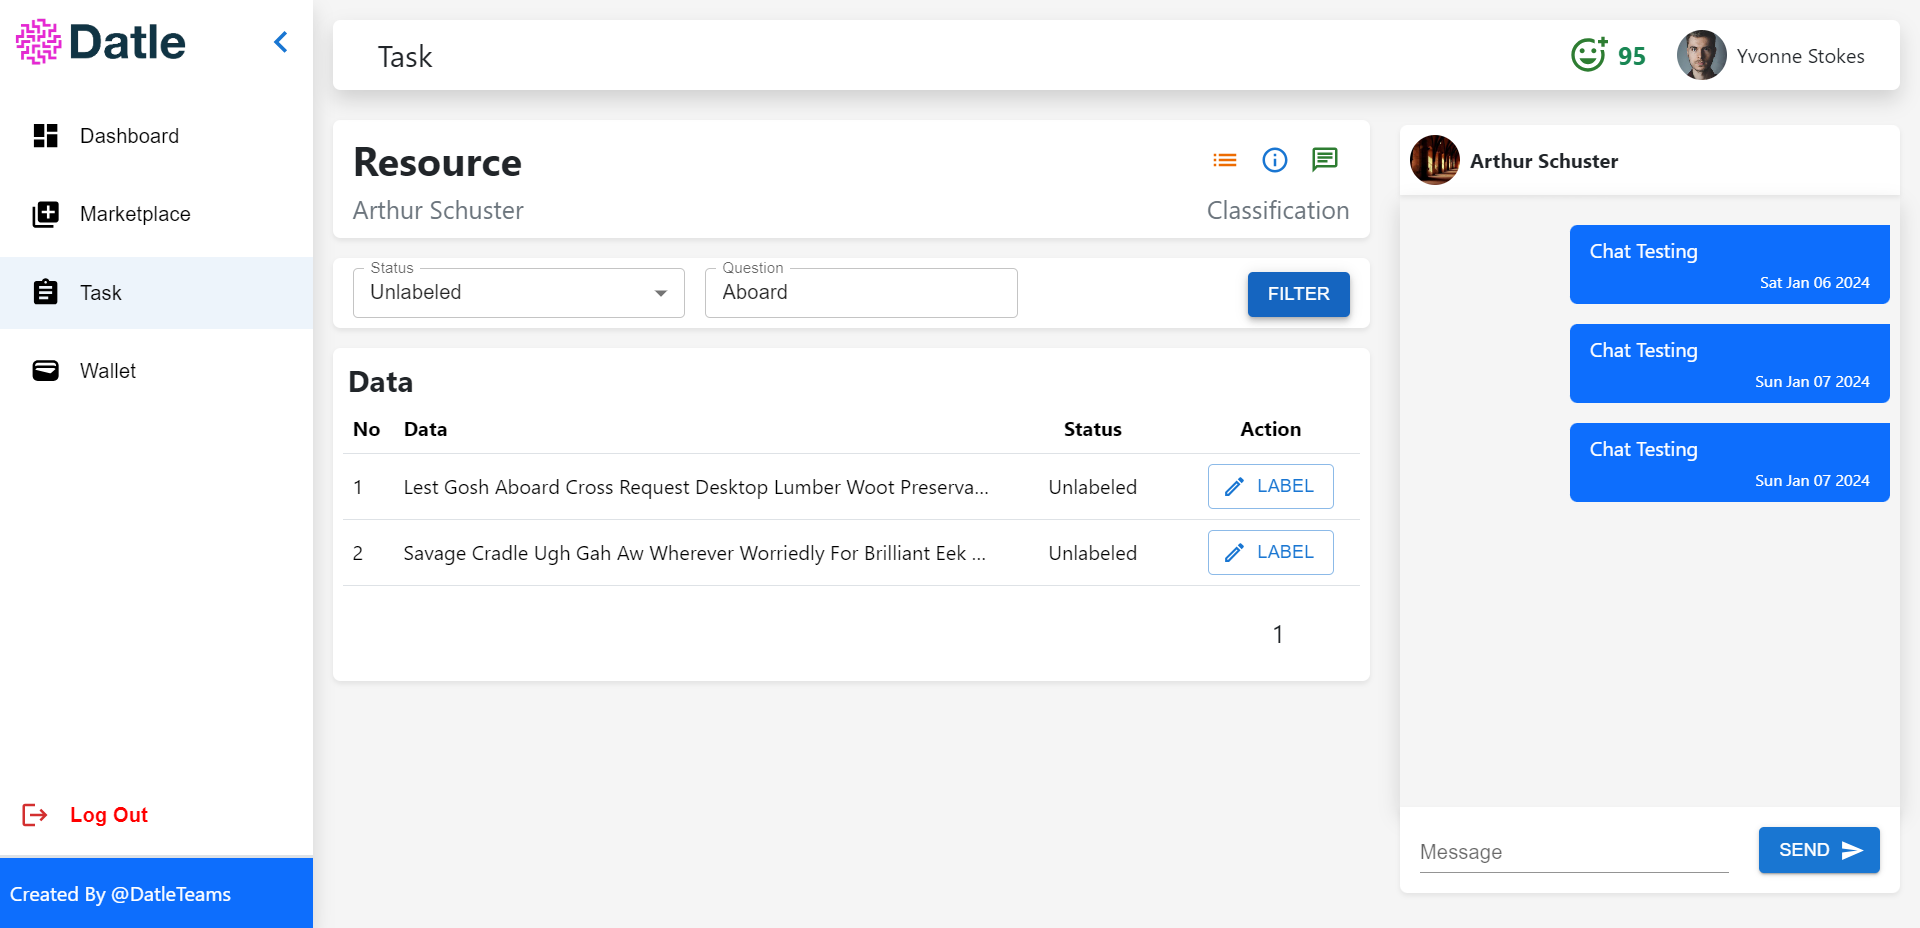 Datle
Dashboard
Marketplace
Task
Wallet
Log Out
Created By @DatleTeams
Task
95
Yvonne Stokes
Resource
Arthur Schuster
Classification
Status
Unlabeled
Question
Aboard
FILTER
Data
No Data Status Action
1 Lest Gosh Aboard Cross Request Desktop Lumber Woot Preserva... Unlabeled LABEL
2 Savage Cradle Ugh Gah Aw Wherever Worriedly For Brilliant Eek ... Unlabeled LABEL
1
Arthur Schuster
Chat Testing
Sat Jan 06 2024
Chat Testing
Sun Jan 07 2024
Chat Testing
Sun Jan 07 2024
Message
SEND